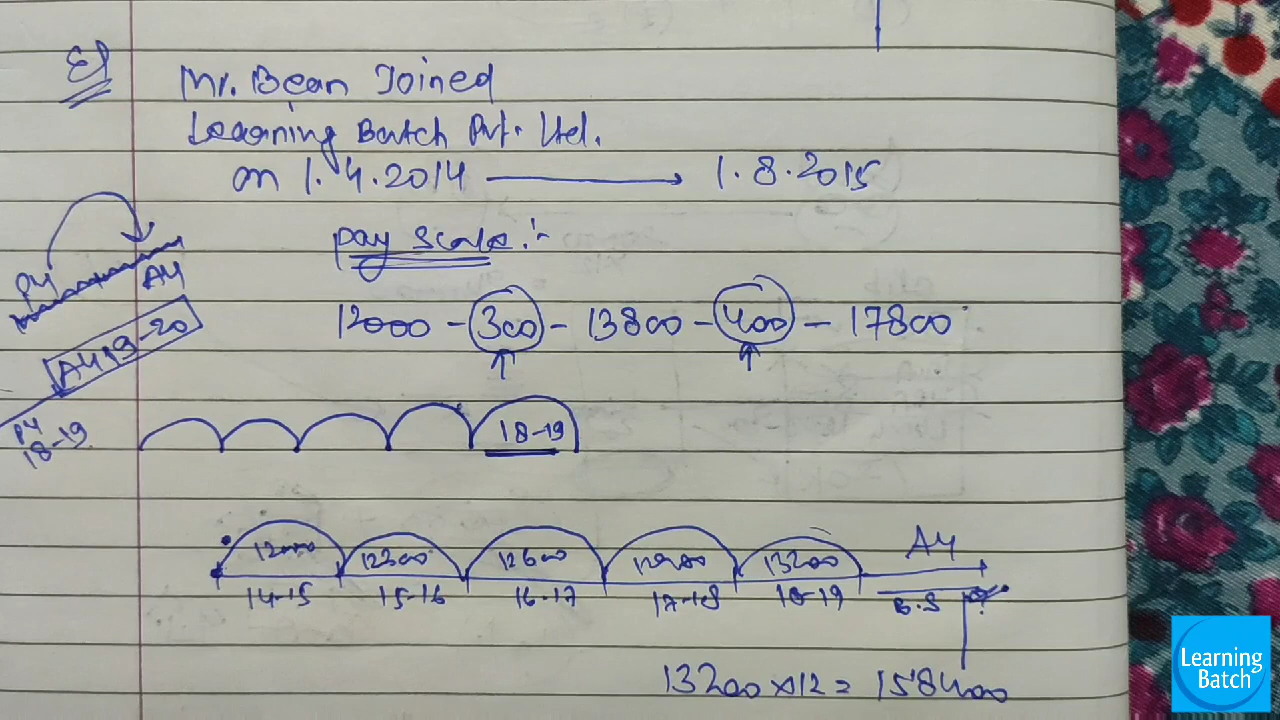 Eg
Mr. Bean Joined
Learning Batch Pvt. Ltd.
on 1.4.2014 → 1.8.2015
Pay Scale :-
12000 - 300 - 13800 - 400 - 17800
PY
AY
AY 19-20
PY
18-19
18-19
12000 12300 12600 12900 13200 AY
14-15 15-16 16-17 17-18 18-19 B.S ?
13200 x 12 = 158400
Learning
Batch